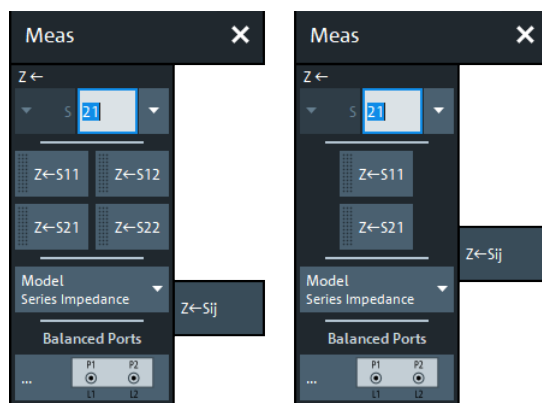 Meas ×
Z ←
S 21
Z←S11 Z←S12
Z←S21 Z←S22
Model
Series Impedance
Z←Sij
Balanced Ports
... P1 P2
L1 L2
Meas ×
Z ←
S 21
Z←S11
Z←S21
Z←Sij
Model
Series Impedance
Balanced Ports
... P1 P2
L1 L2